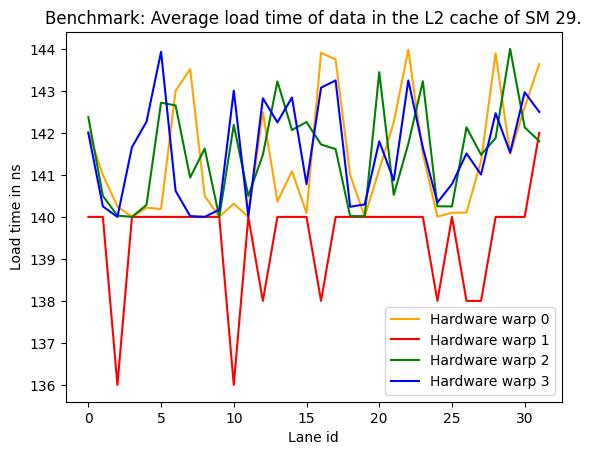 Benchmark: Average load time of data in the L2 cache of SM 29.
144
143
142
141
140
139
138
137
136
Load time in ns
Hardware warp 0
Hardware warp 1
Hardware warp 2
Hardware warp 3
0 5 10 15 20 25 30
Lane id